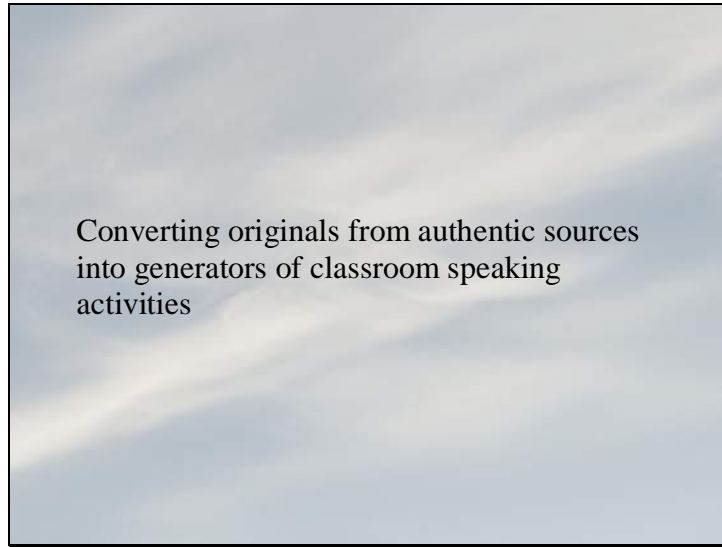 Converting originals from authentic sources
into generators of classroom speaking
activities